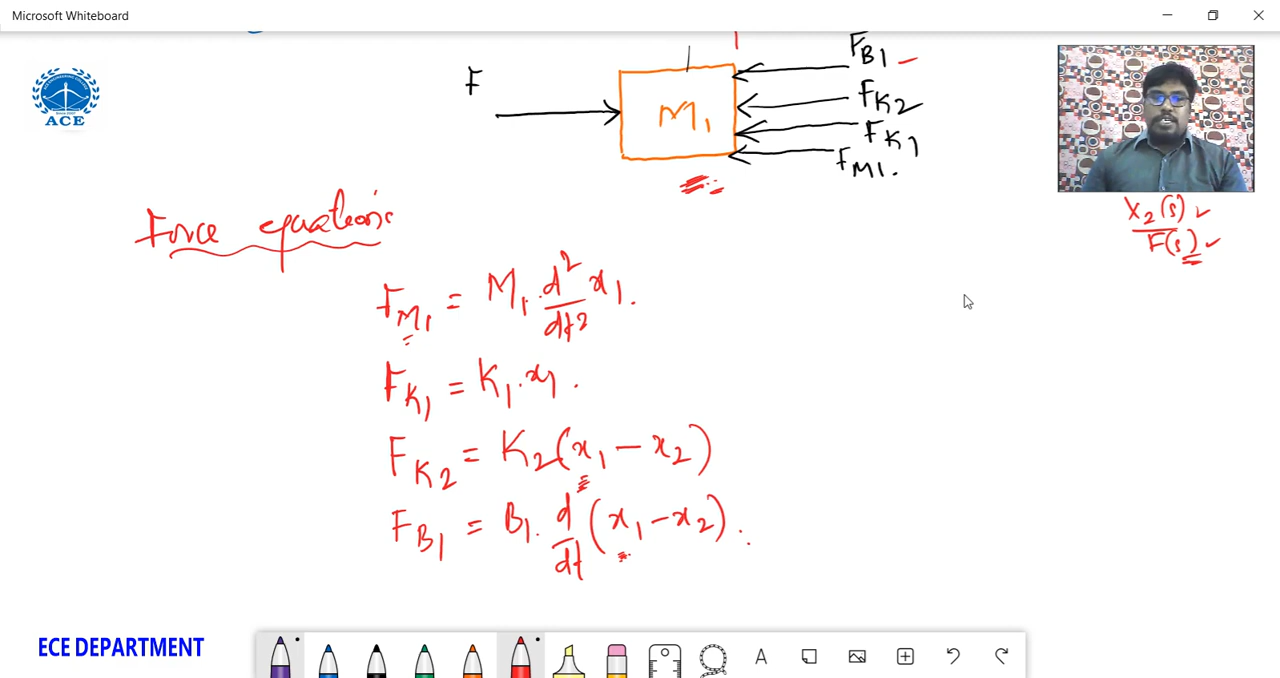 Microsoft Whiteboard
F
M1
FB1
FK2
FK1
FM1.
ACE
X2(s)
F(s)
Force equations
FM1 = M1. d²/dt² x1.
FK1 = K1.x1.
FK2 = K2(x1 - x2)
FB1 = B1. d/dt (x1 - x2).
ECE DEPARTMENT
A